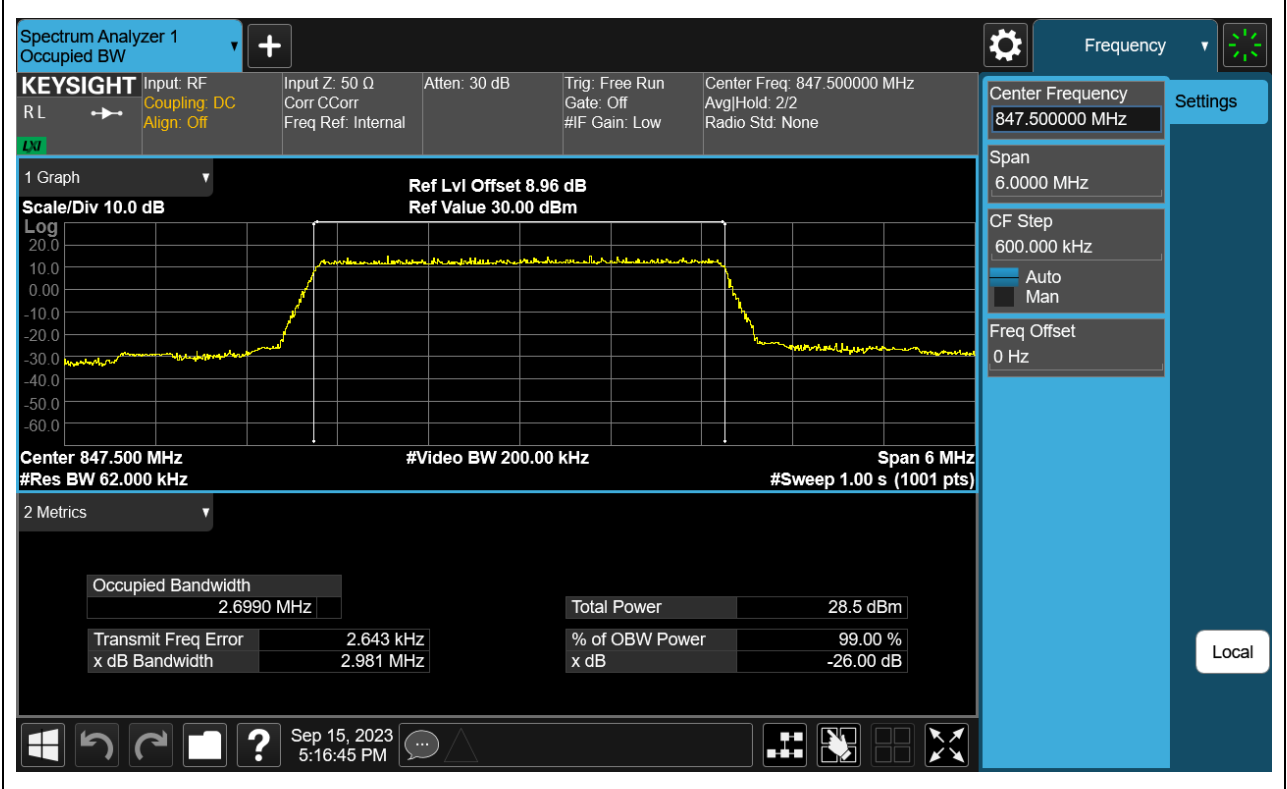 Spectrum Analyzer 1
Occupied BW
Frequency
KEYSIGHT
R L
LXI
Input: RF
Coupling: DC
Align: Off
Input Z: 50 Ω
Corr CCorr
Freq Ref: Internal
Atten: 30 dB
Trig: Free Run
Gate: Off
#IF Gain: Low
Center Freq: 847.500000 MHz
Avg|Hold: 2/2
Radio Std: None
Center Frequency
847.500000 MHz
Settings
Span
6.0000 MHz
CF Step
600.000 kHz
Auto
Man
Freq Offset
0 Hz
Local
1 Graph
Scale/Div 10.0 dB
Ref Lvl Offset 8.96 dB
Ref Value 30.00 dBm
Log
20.0
10.0
0.00
-10.0
-20.0
-30.0
-40.0
-50.0
-60.0
Center 847.500 MHz
#Video BW 200.00 kHz
Span 6 MHz
#Res BW 62.000 kHz
#Sweep 1.00 s (1001 pts)
2 Metrics
Occupied Bandwidth
2.6990 MHz
Total Power 28.5 dBm
Transmit Freq Error 2.643 kHz
% of OBW Power 99.00 %
x dB Bandwidth 2.981 MHz
x dB -26.00 dB
?
Sep 15, 2023
5:16:45 PM